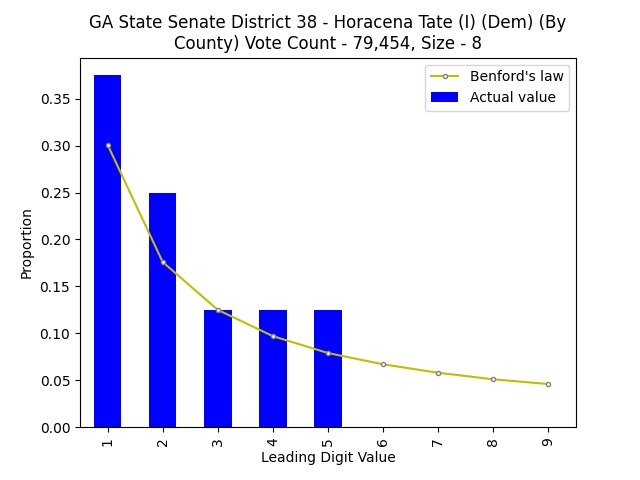 GA State Senate District 38 - Horacena Tate (I) (Dem) (By
County) Vote Count - 79,454, Size - 8
Benford's law
Actual value
Proportion
0.35
0.30
0.25
0.20
0.15
0.10
0.05
0.00
1 2 3 4 5 6 7 8 9
Leading Digit Value